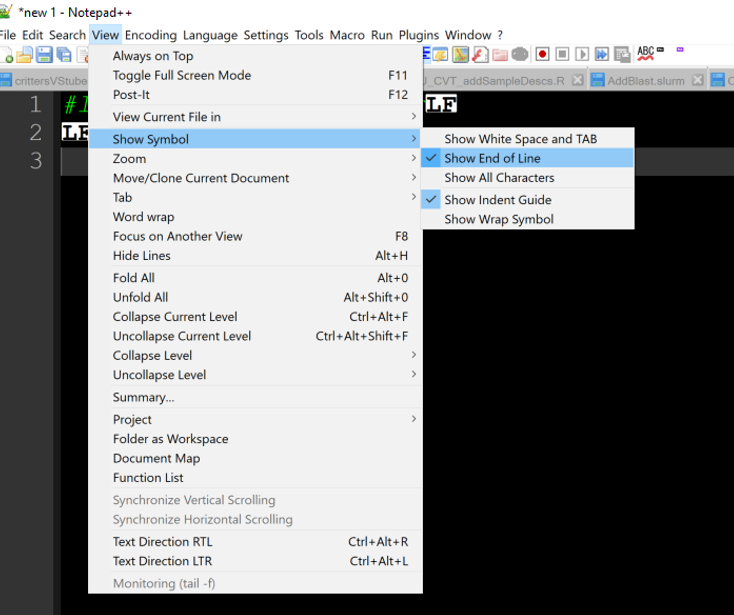 *new 1 - Notepad++
File Edit Search View Encoding Language Settings Tools Macro Run Plugins Window ?
ABC
crittersVStube
_CVT_addSampleDescs.R
AddBlast.slurm
1 # LF
2 LF
3
Always on Top
Toggle Full Screen Mode F11
Post-It F12
View Current File in
Show Symbol
Zoom
Move/Clone Current Document
Tab
Word wrap
Focus on Another View F8
Hide Lines Alt+H
Fold All Alt+0
Unfold All Alt+Shift+0
Collapse Current Level Ctrl+Alt+F
Uncollapse Current Level Ctrl+Alt+Shift+F
Collapse Level
Uncollapse Level
Summary...
Project
Folder as Workspace
Document Map
Function List
Synchronize Vertical Scrolling
Synchronize Horizontal Scrolling
Text Direction RTL Ctrl+Alt+R
Text Direction LTR Ctrl+Alt+L
Monitoring (tail -f)
Show White Space and TAB
Show End of Line
Show All Characters
Show Indent Guide
Show Wrap Symbol